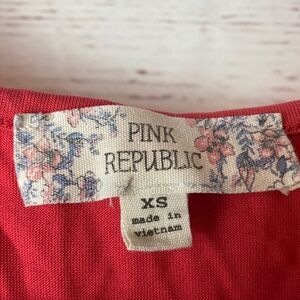 PINK
REPUBLIC
XS
made in
vietnam